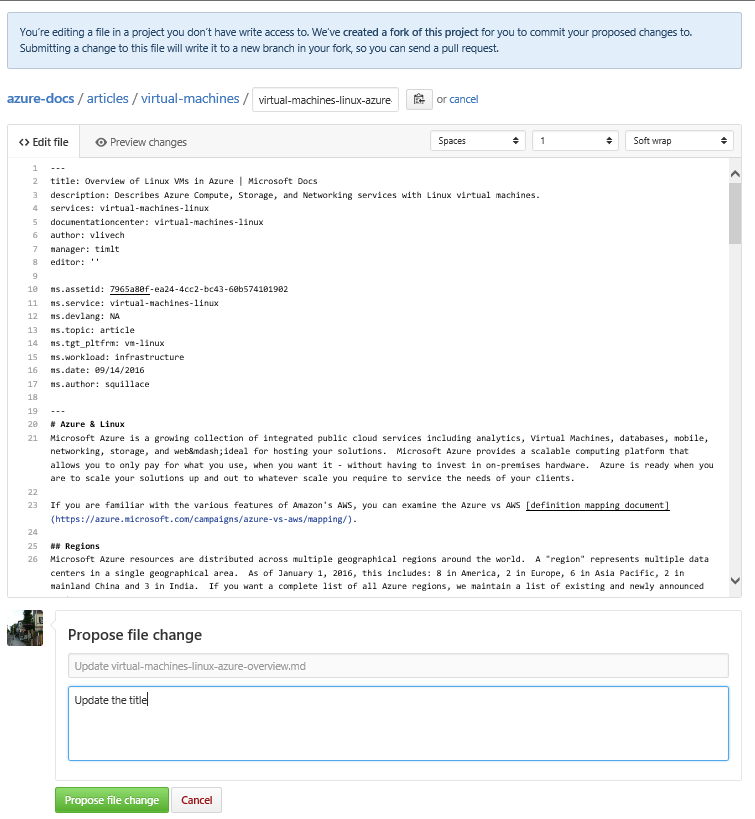 You're editing a file in a project you don't have write access to. We've created a fork of this project for you to commit your proposed changes to.
Submitting a change to this file will write it to a new branch in your fork, so you can send a pull request.
azure-docs / articles / virtual-machines / virtual-machines-linux-azure- or cancel
<> Edit file Preview changes Spaces 1 Soft wrap
1 ---
2 title: Overview of Linux VMs in Azure | Microsoft Docs
3 description: Describes Azure Compute, Storage, and Networking services with Linux virtual machines.
4 services: virtual-machines-linux
5 documentationcenter: virtual-machines-linux
6 author: vlivech
7 manager: timlt
8 editor: ''
9
10 ms.assetid: 7965a80f-ea24-4cc2-bc43-60b574101902
11 ms.service: virtual-machines-linux
12 ms.devlang: NA
13 ms.topic: article
14 ms.tgt_pltfrm: vm-linux
15 ms.workload: infrastructure
16 ms.date: 09/14/2016
17 ms.author: squillace
18
19 ---
20 # Azure & Linux
21 Microsoft Azure is a growing collection of integrated public cloud services including analytics, Virtual Machines, databases, mobile,
networking, storage, and web&mdash;ideal for hosting your solutions.  Microsoft Azure provides a scalable computing platform that
allows you to only pay for what you use, when you want it - without having to invest in on-premises hardware.  Azure is ready when you
are to scale your solutions up and out to whatever scale you require to service the needs of your clients.
22
23 If you are familiar with the various features of Amazon's AWS, you can examine the Azure vs AWS [definition mapping document]
(https://azure.microsoft.com/campaigns/azure-vs-aws/mapping/).
24
25 ## Regions
26 Microsoft Azure resources are distributed across multiple geographical regions around the world.  A "region" represents multiple data
centers in a single geographical area.  As of January 1, 2016, this includes: 8 in America, 2 in Europe, 6 in Asia Pacific, 2 in
mainland China and 3 in India.  If you want a complete list of all Azure regions, we maintain a list of existing and newly announced
Propose file change
Update virtual-machines-linux-azure-overview.md
Update the title
Propose file change Cancel